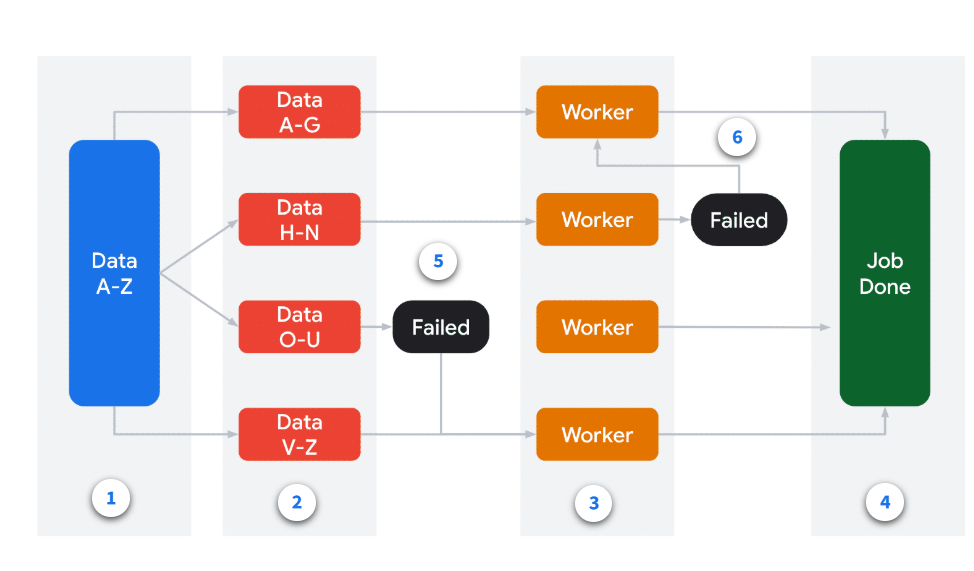 Data
A-G
Worker
6
Data
A-Z
Data
H-N
Worker
Failed
5
Job
Done
Data
O-U
Failed
Worker
Data
V-Z
Worker
1
2
3
4